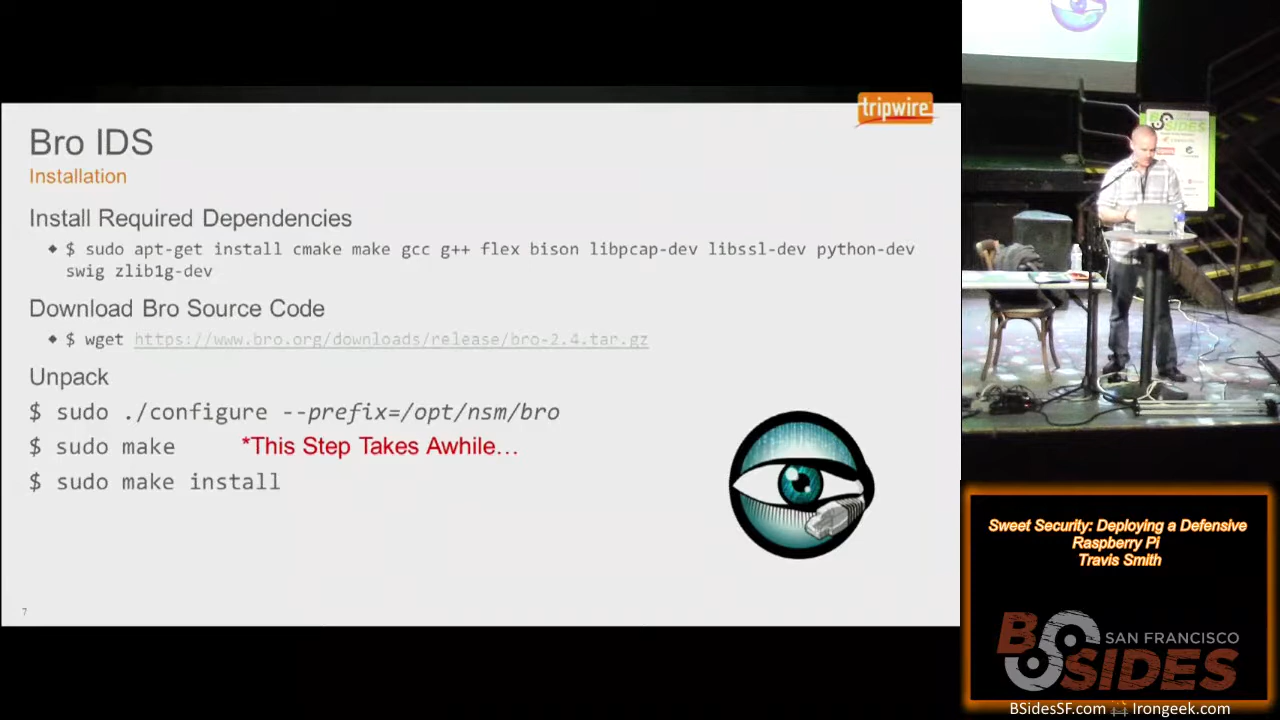 tripwire
Bro IDS
Installation
Install Required Dependencies
◆ $ sudo apt-get install cmake make gcc g++ flex bison libpcap-dev libssl-dev python-dev
swig zlib1g-dev
Download Bro Source Code
◆ $ wget https://www.bro.org/downloads/release/bro-2.4.tar.gz
Unpack
$ sudo ./configure --prefix=/opt/nsm/bro
$ sudo make *This Step Takes Awhile…
$ sudo make install
7
BSIDES
Sweet Security: Deploying a Defensive
Raspberry Pi
Travis Smith
BSIDES
SAN FRANCISCO
BSidesSF.com Irongeek.com